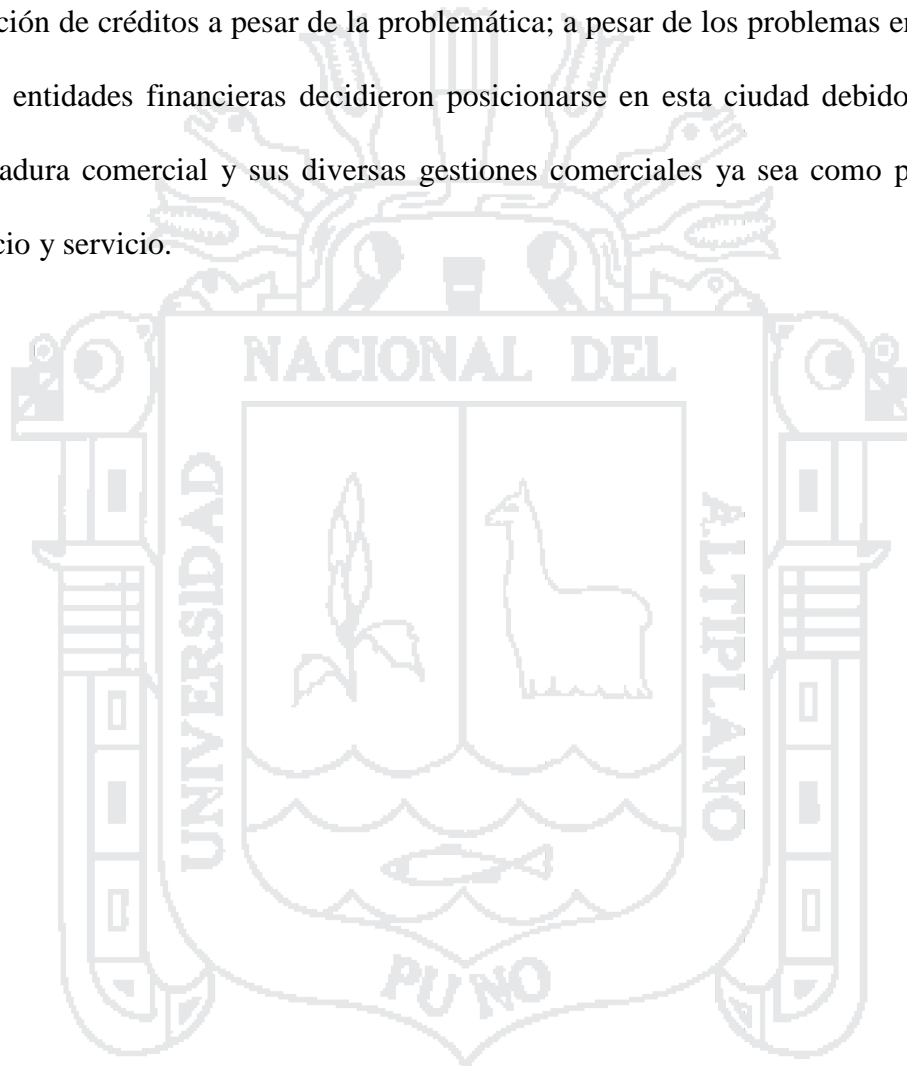 ción de créditos a pesar de la problemática; a pesar de los problemas en
entidades financieras decidieron posicionarse en esta ciudad debido
adura comercial y sus diversas gestiones comerciales ya sea como p
cio y servicio.
NACIONAL DEL
UNIVERSIDAD
ALTIPLANO
PUNO